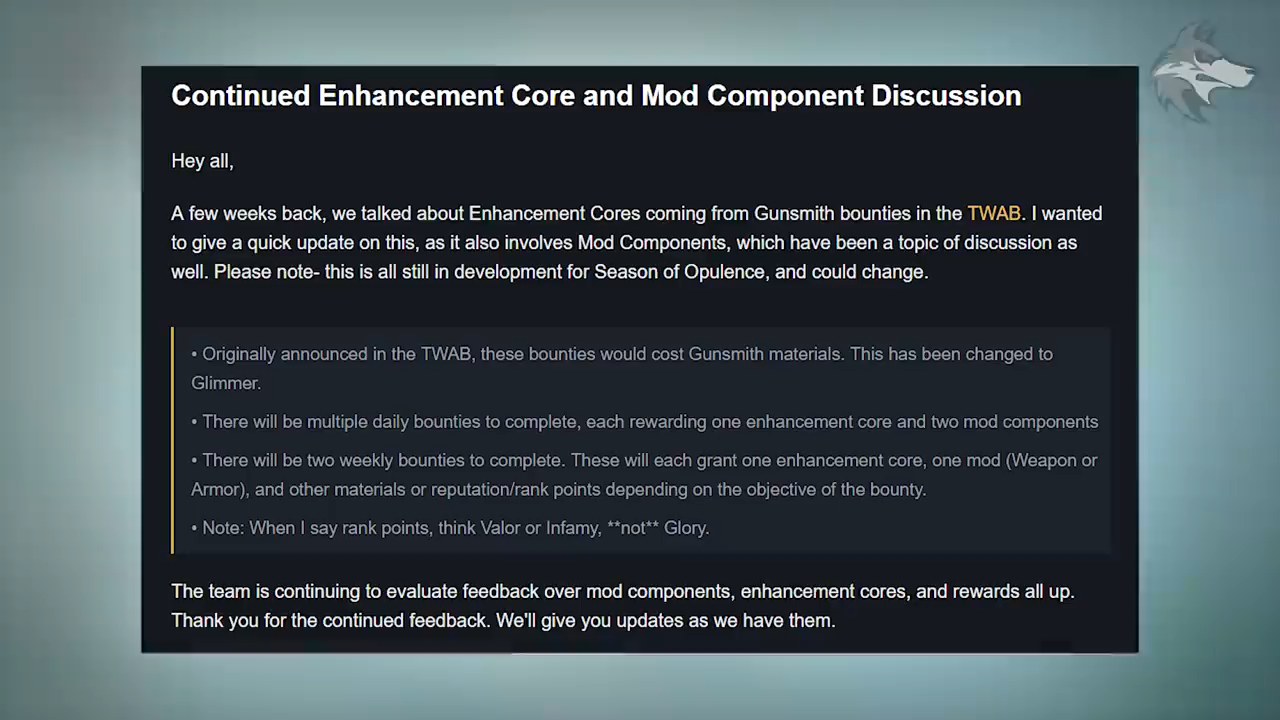 Continued Enhancement Core and Mod Component Discussion
Hey all,
A few weeks back, we talked about Enhancement Cores coming from Gunsmith bounties in the TWAB. I wanted
to give a quick update on this, as it also involves Mod Components, which have been a topic of discussion as
well. Please note- this is all still in development for Season of Opulence, and could change.
• Originally announced in the TWAB, these bounties would cost Gunsmith materials. This has been changed to
Glimmer.
• There will be multiple daily bounties to complete, each rewarding one enhancement core and two mod components
• There will be two weekly bounties to complete. These will each grant one enhancement core, one mod (Weapon or
Armor), and other materials or reputation/rank points depending on the objective of the bounty.
• Note: When I say rank points, think Valor or Infamy, **not** Glory.
The team is continuing to evaluate feedback over mod components, enhancement cores, and rewards all up.
Thank you for the continued feedback. We'll give you updates as we have them.